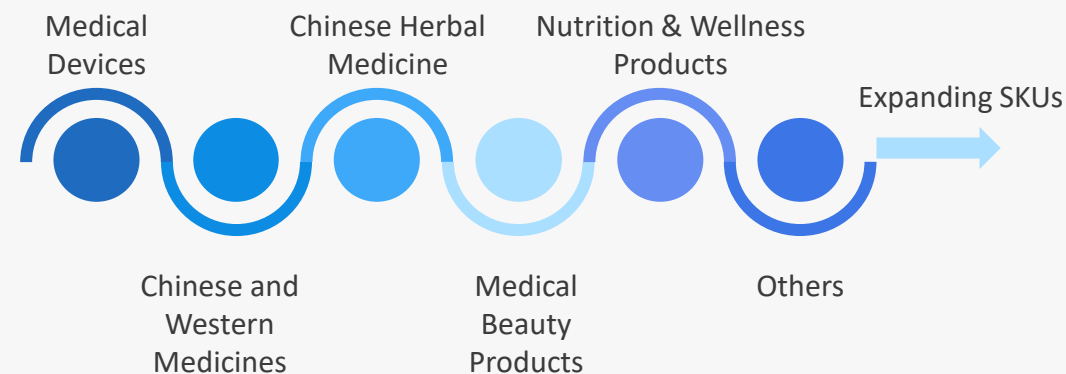 Medical
Devices
Chinese and
Western
Medicines
Chinese Herbal
Medicine
Medical
Beauty
Products
Nutrition & Wellness
Products
Others
Expanding SKUs